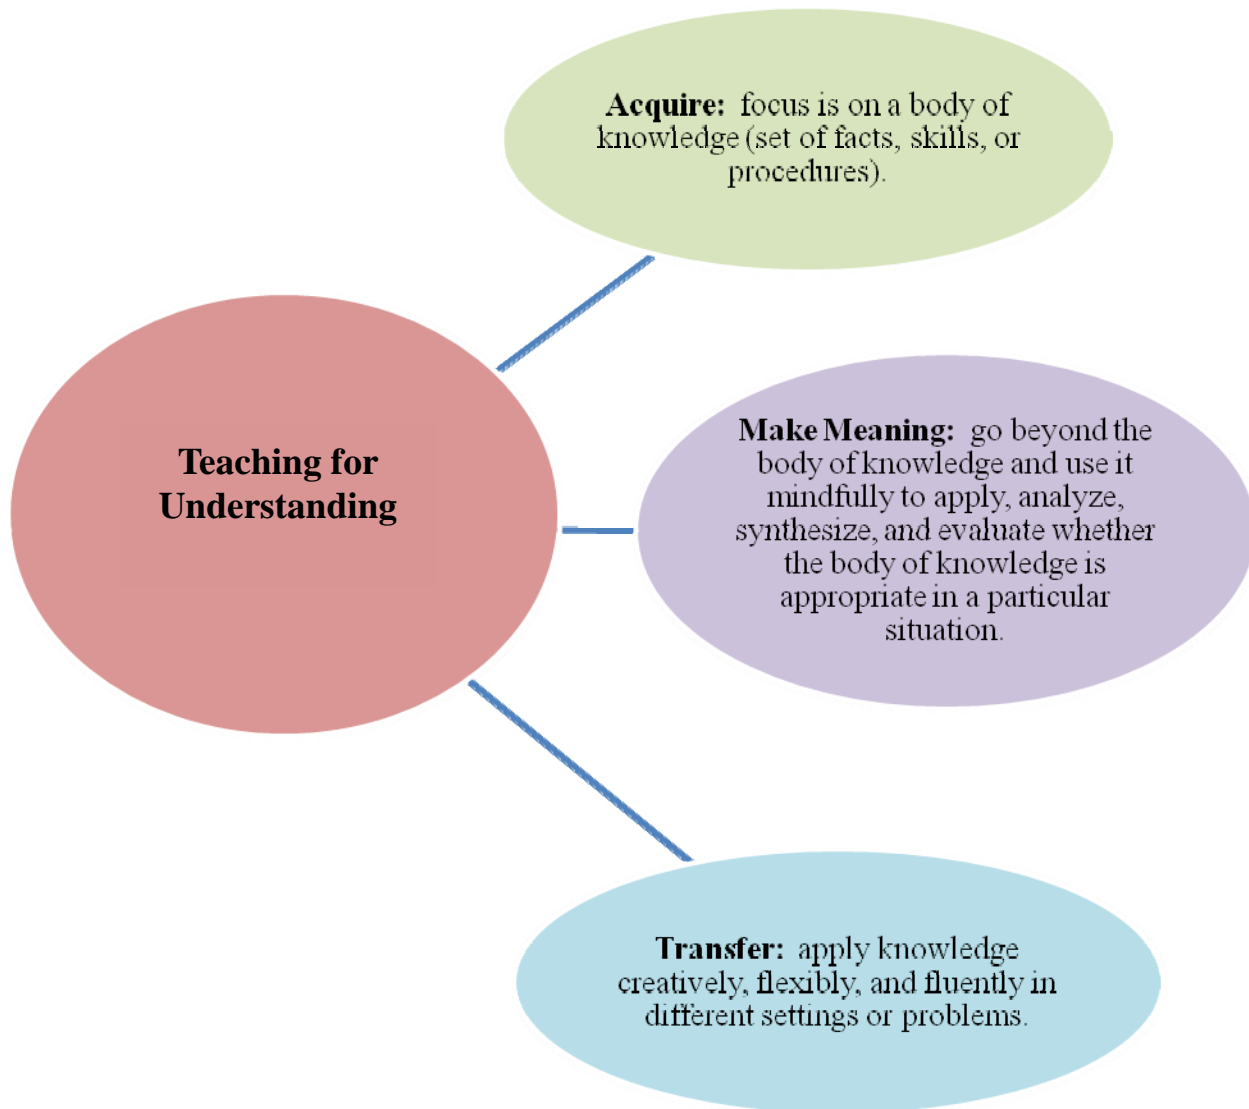 Acquire: focus is on a body of
knowledge (set of facts, skills, or
procedures).
Teaching for
Understanding
Make Meaning: go beyond the
body of knowledge and use it
mindfully to apply, analyze,
synthesize, and evaluate whether
the body of knowledge is
appropriate in a particular
situation.
Transfer: apply knowledge
creatively, flexibly, and fluently in
different settings or problems.